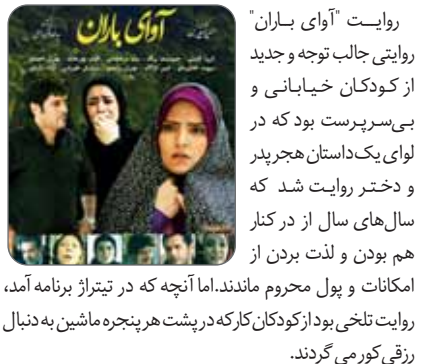 آوای باران
روایت "آوای باران"
روایتی جالب توجه و جدید
از کودکان خیابانی و
بی‌سرپرست بود که در
لوای یک داستان هجر پدر
و دختر روایت شد که
سال‌های سال از در کنار
هم بودن و لذت بردن از
امکانات و پول محروم ماندند.اما آنچه که در تیتراژ برنامه آمد،
روایت تلخی بود از کودکان کار که در پشت هر پنجره ماشین به دنبال
رزقی کور می گردند.